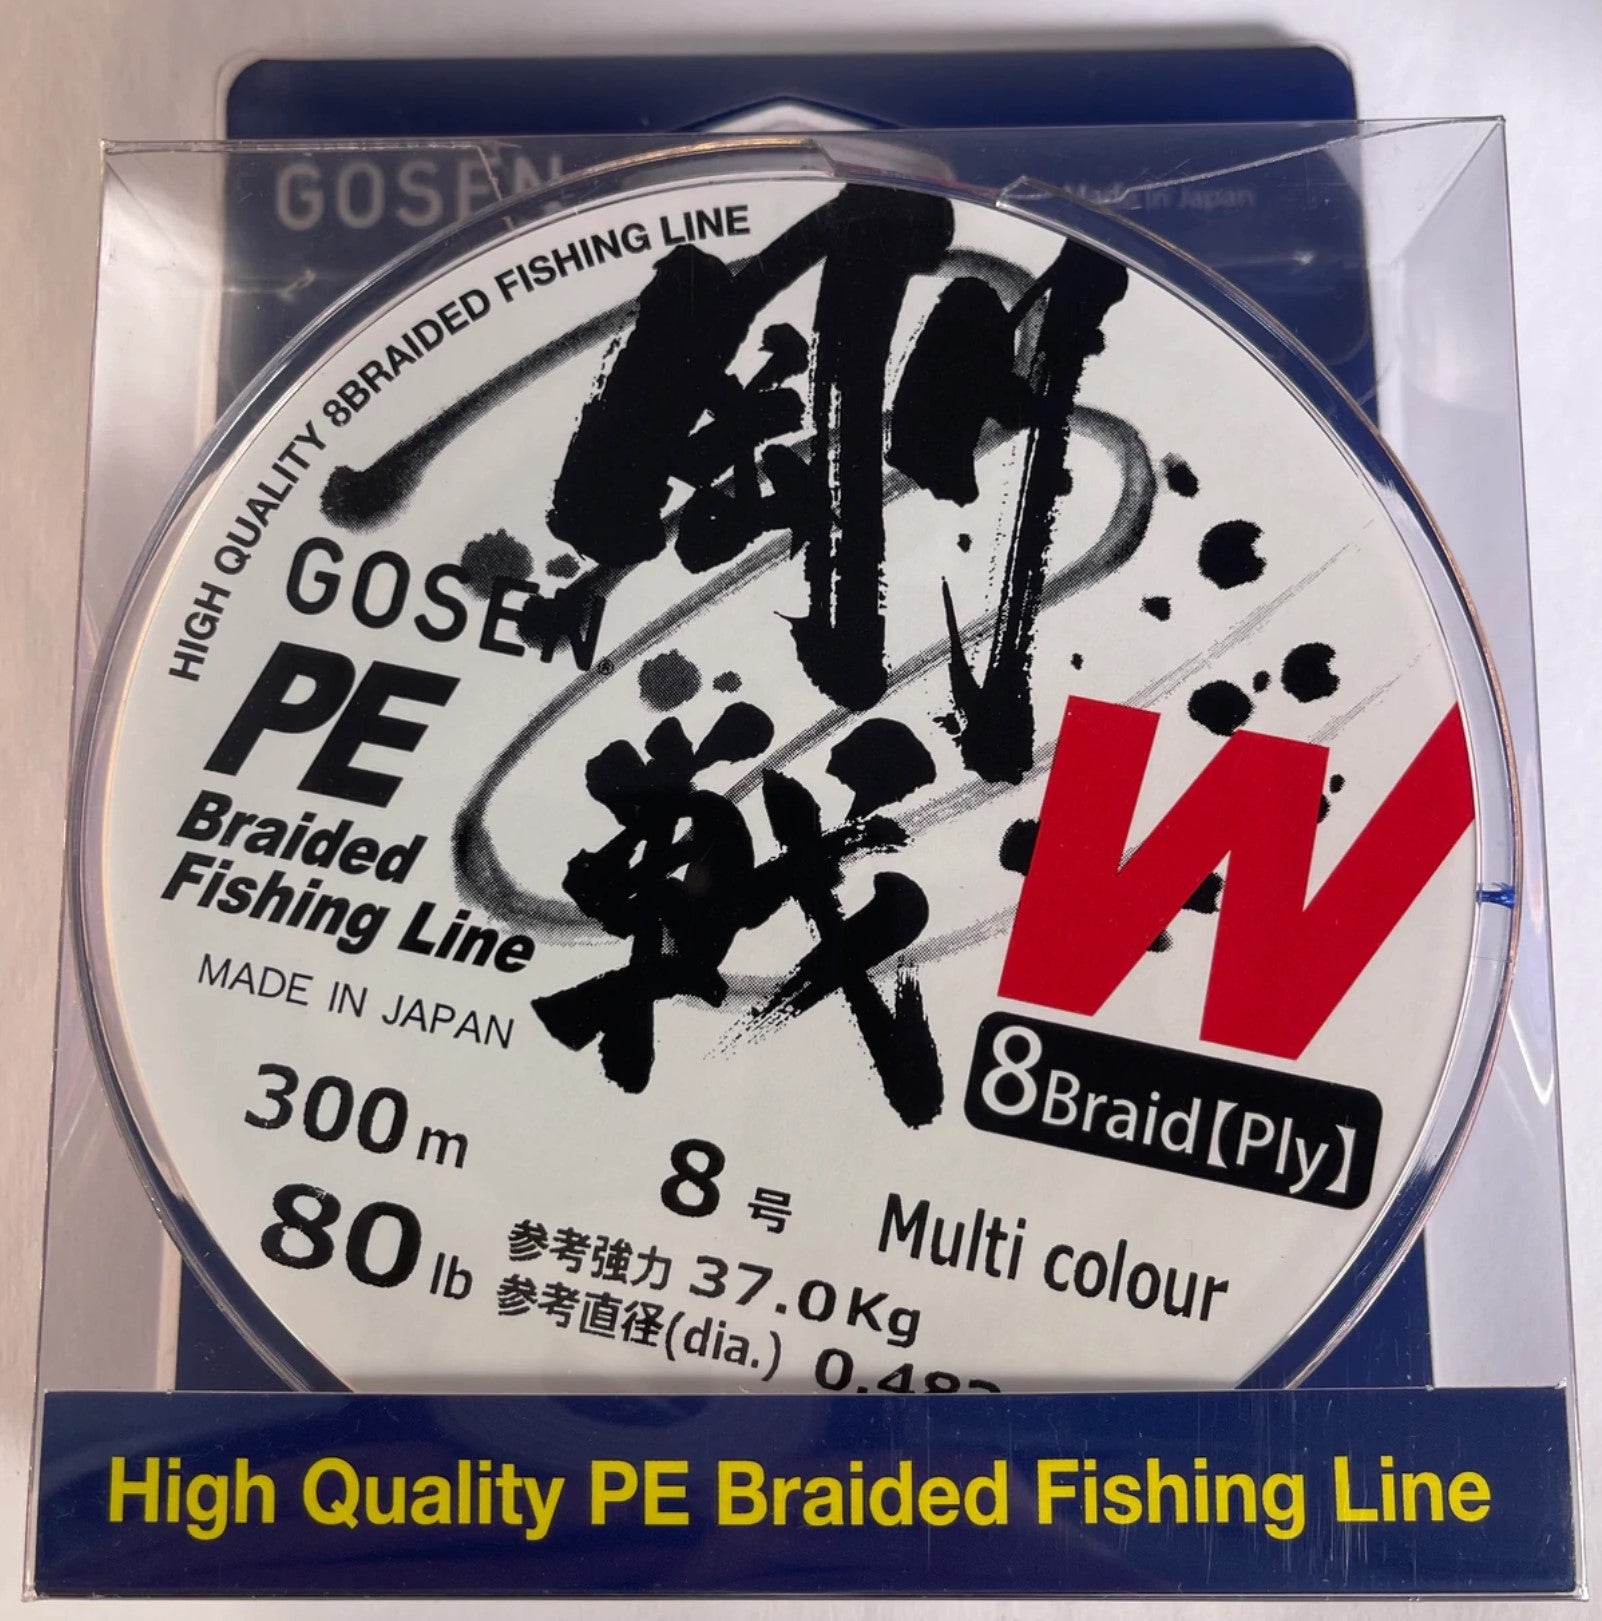 GOSEN
Made in Japan
HIGH QUALITY 8BRAIDED FISHING LINE
剛戦
GOSEN®
PE
Braided
Fishing Line
W
MADE IN JAPAN
8Braid【Ply】
300m
8号
Multi colour
80lb
参考強力 37.0Kg
参考直径(dia.) 0.48
High Quality PE Braided Fishing Line